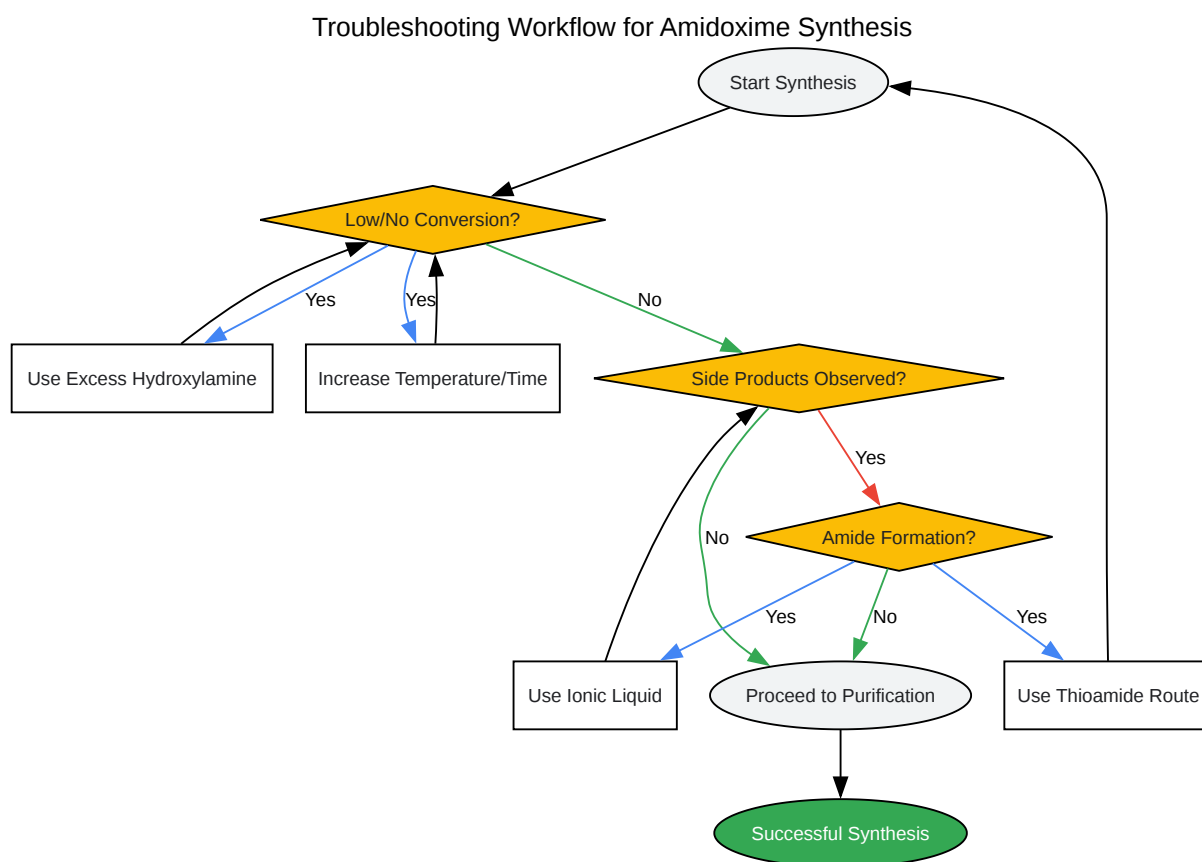 Troubleshooting Workflow for Amidoxime Synthesis
Start Synthesis
Low/No Conversion?
Yes
Yes
No
Use Excess Hydroxylamine
Increase Temperature/Time
Side Products Observed?
Yes
No
Amide Formation?
Yes
No
Yes
Use Ionic Liquid
Proceed to Purification
Use Thioamide Route
Successful Synthesis